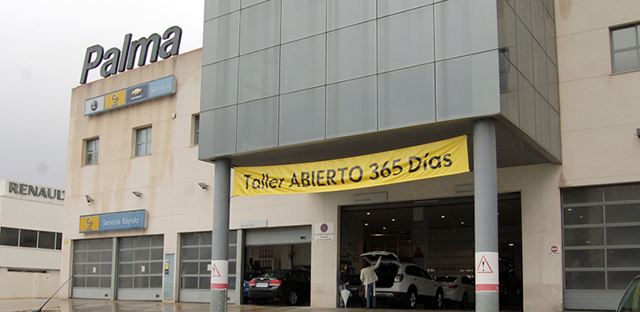 Palma
Servicio
RENAULT
Taller ABIERTO 365 Días
Servicio Rápido